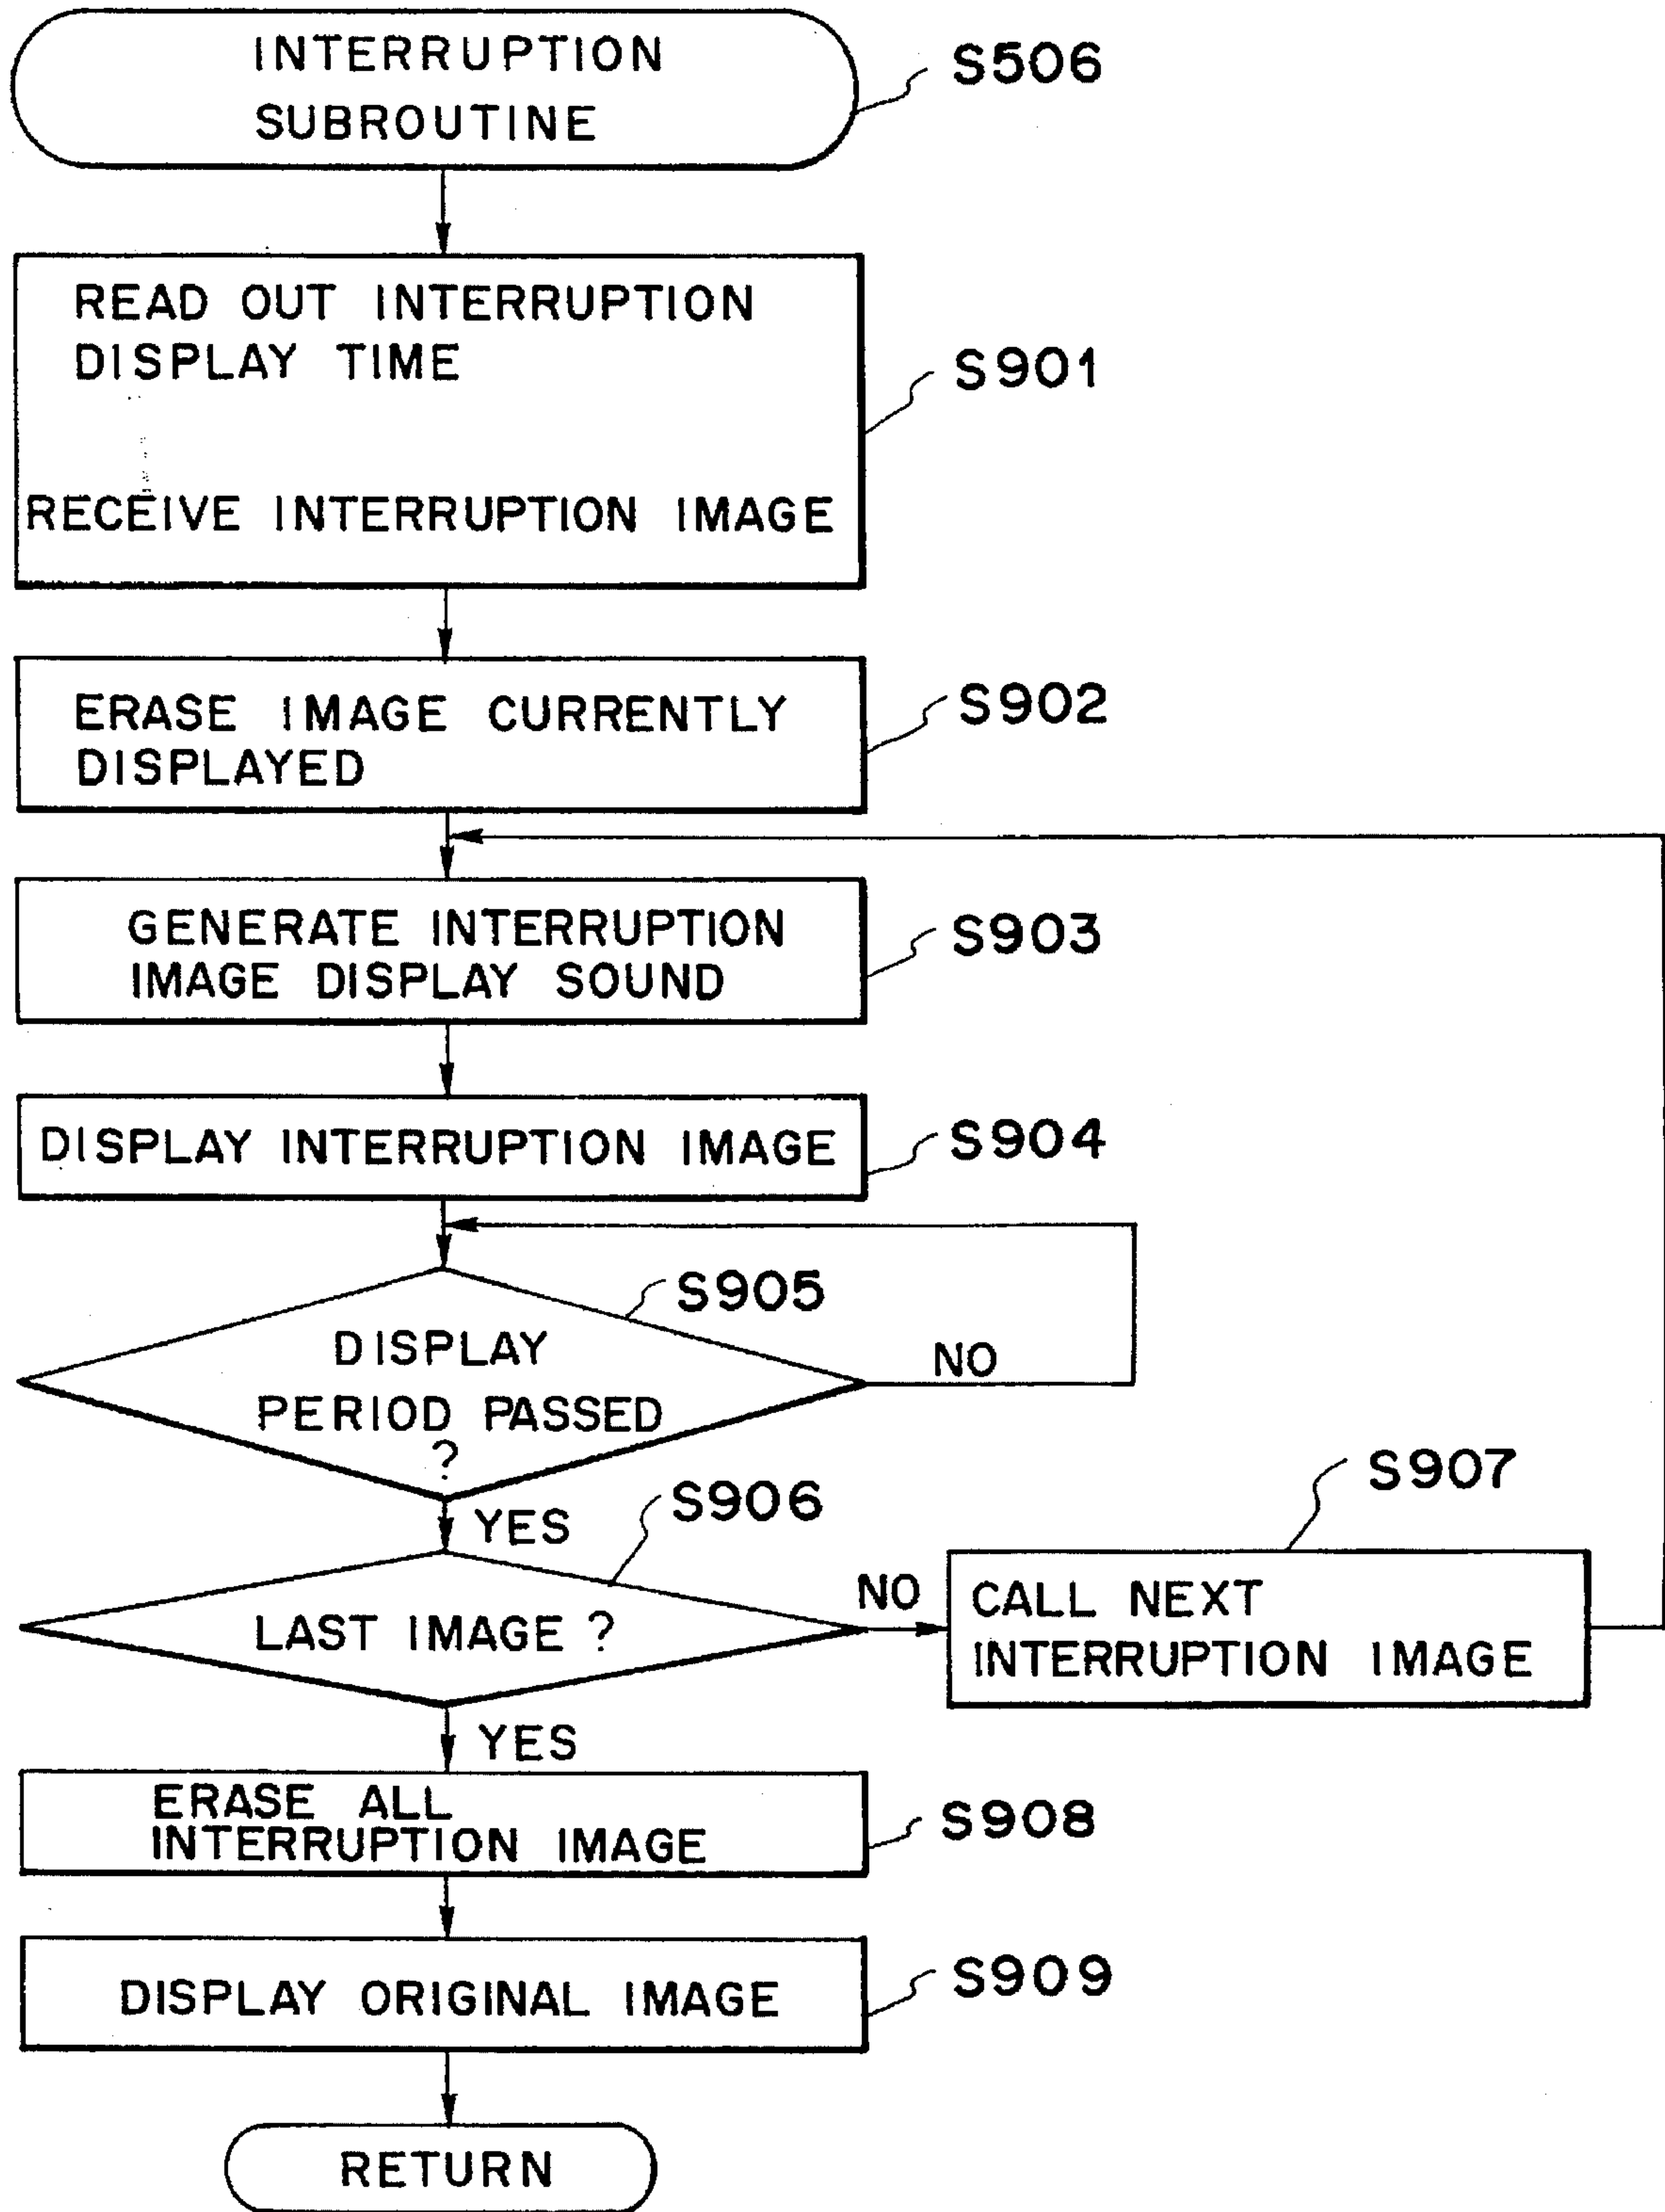 INTERRUPTION
SUBROUTINE
S506
READ OUT INTERRUPTION
DISPLAY TIME
S901
RECEIVE INTERRUPTION IMAGE
ERASE IMAGE CURRENTLY
DISPLAYED
S902
GENERATE INTERRUPTION
IMAGE DISPLAY SOUND
S903
DISPLAY INTERRUPTION IMAGE
S904
S905
DISPLAY
PERIOD PASSED
?
NO
YES
S906
LAST IMAGE ?
NO
S907
CALL NEXT
INTERRUPTION IMAGE
YES
ERASE ALL
INTERRUPTION IMAGE
S908
DISPLAY ORIGINAL IMAGE
S909
RETURN